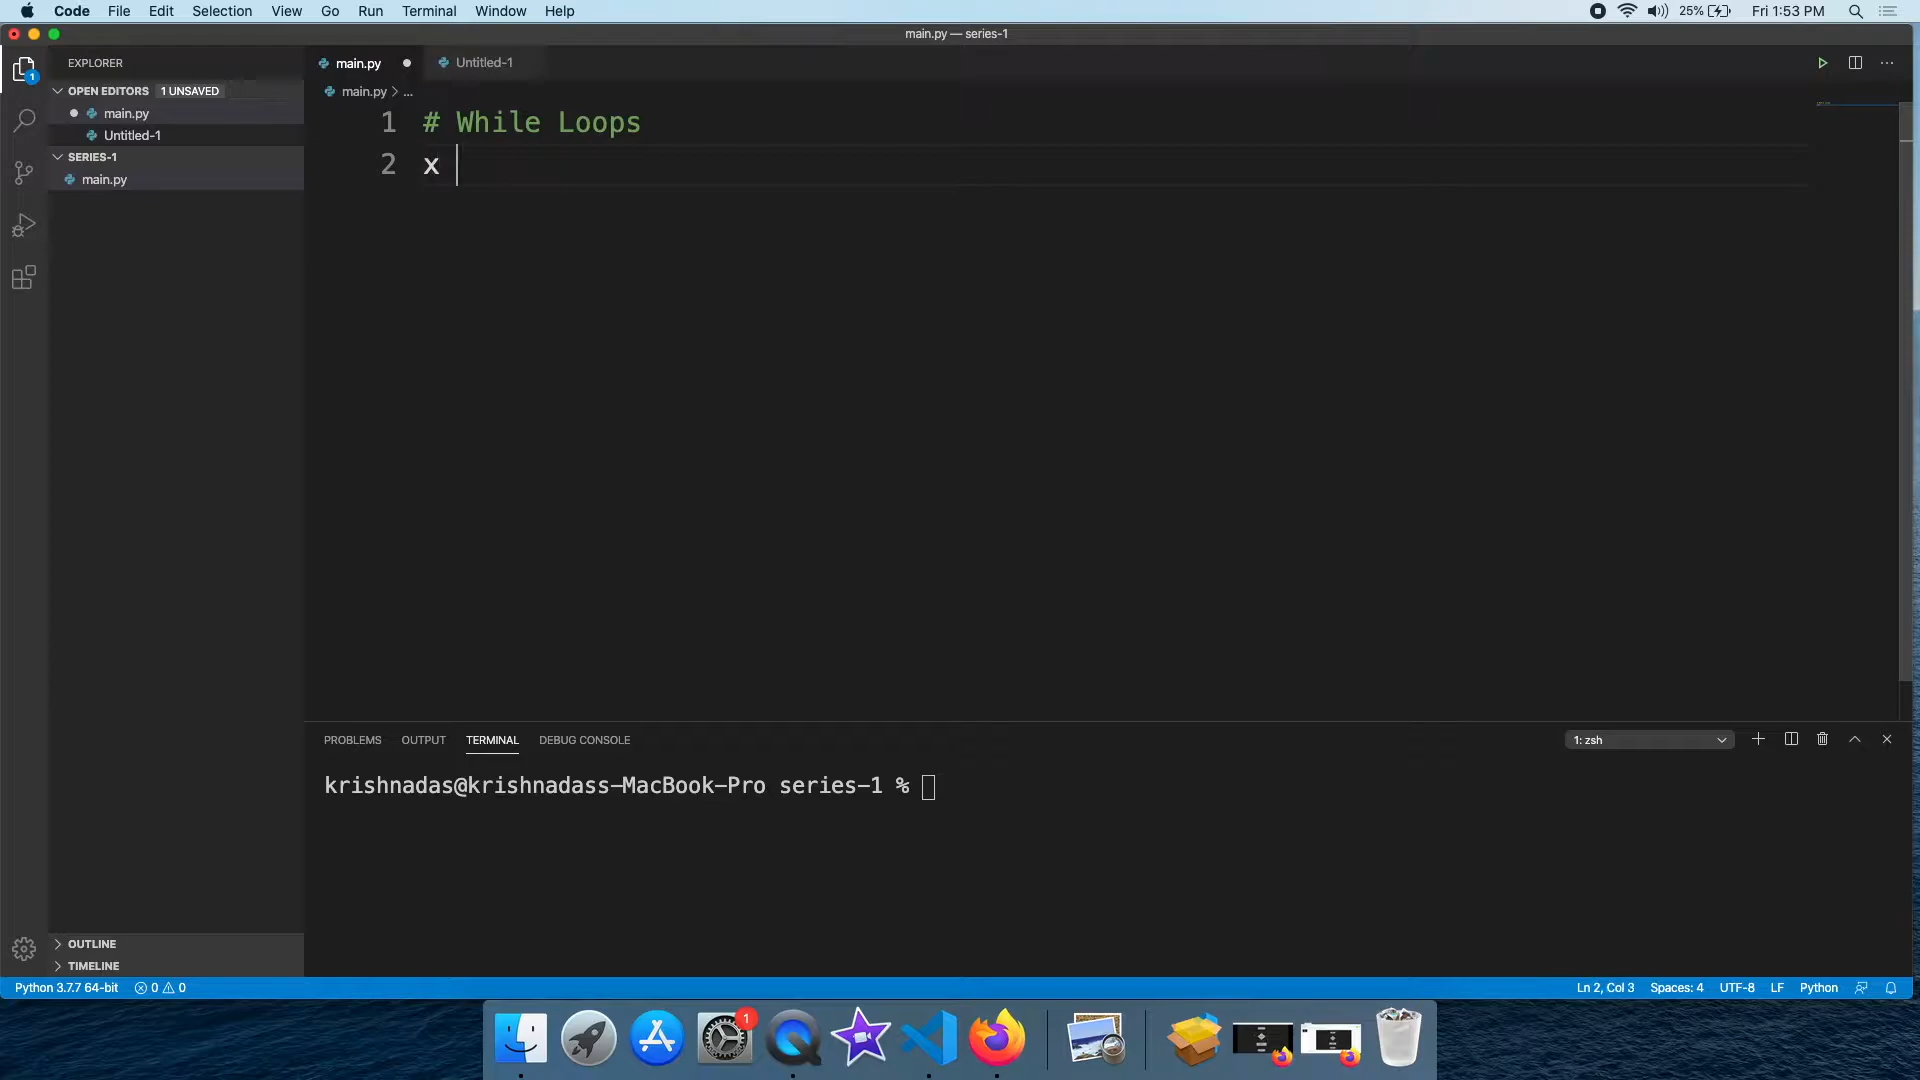 Code File Edit Selection View Go Run Terminal Window Help 25% Fri 1:53 PM
main.py — series-1
EXPLORER
main.py
Untitled-1
OPEN EDITORS 1 UNSAVED
main.py > ...
main.py
Untitled-1
SERIES-1
main.py
1 # While Loops
2 x
PROBLEMS OUTPUT TERMINAL DEBUG CONSOLE 1: zsh
krishnadas@krishnadass-MacBook-Pro series-1 %
OUTLINE
TIMELINE
Python 3.7.7 64-bit 0 0 Ln 2, Col 3 Spaces: 4 UTF-8 LF Python
1
1